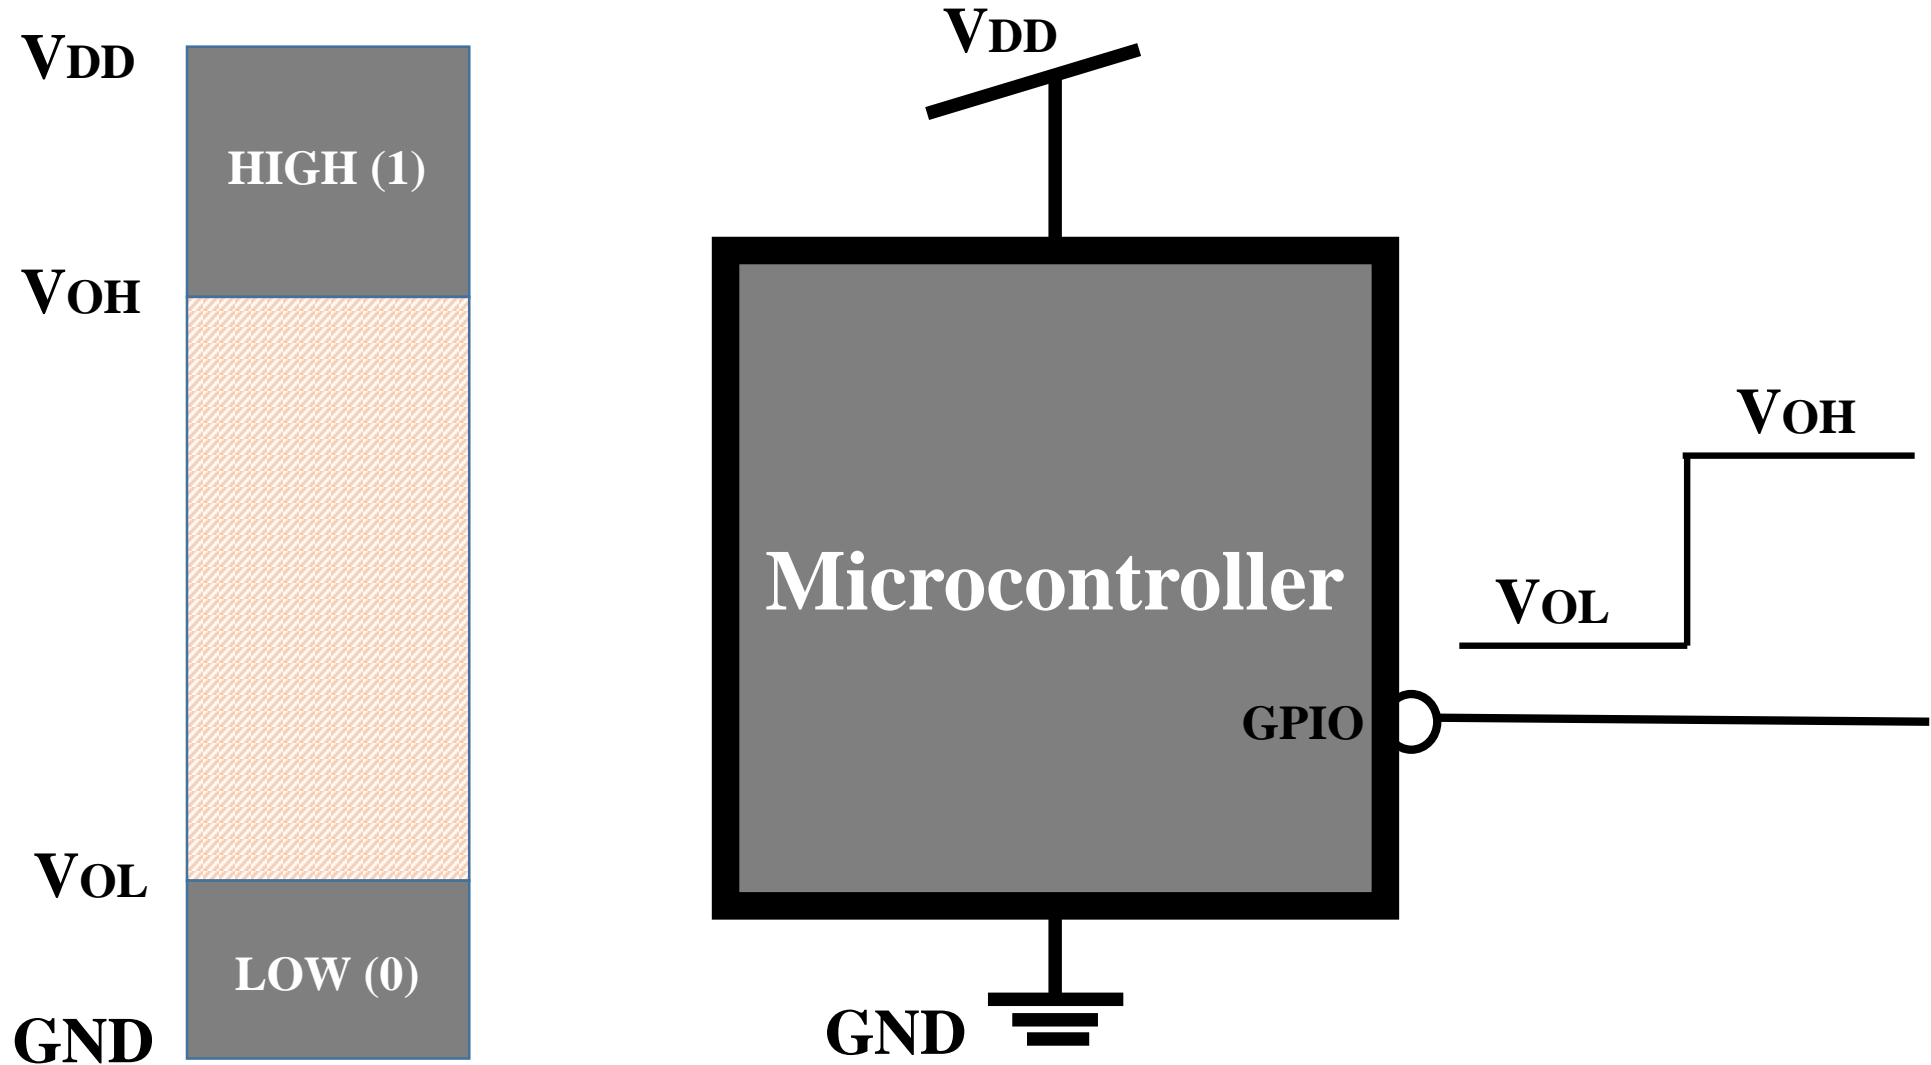 VDD
HIGH (1)
VOH
VOL
LOW (0)
GND
VDD
Microcontroller
GPIO
GND
VOH
VOL